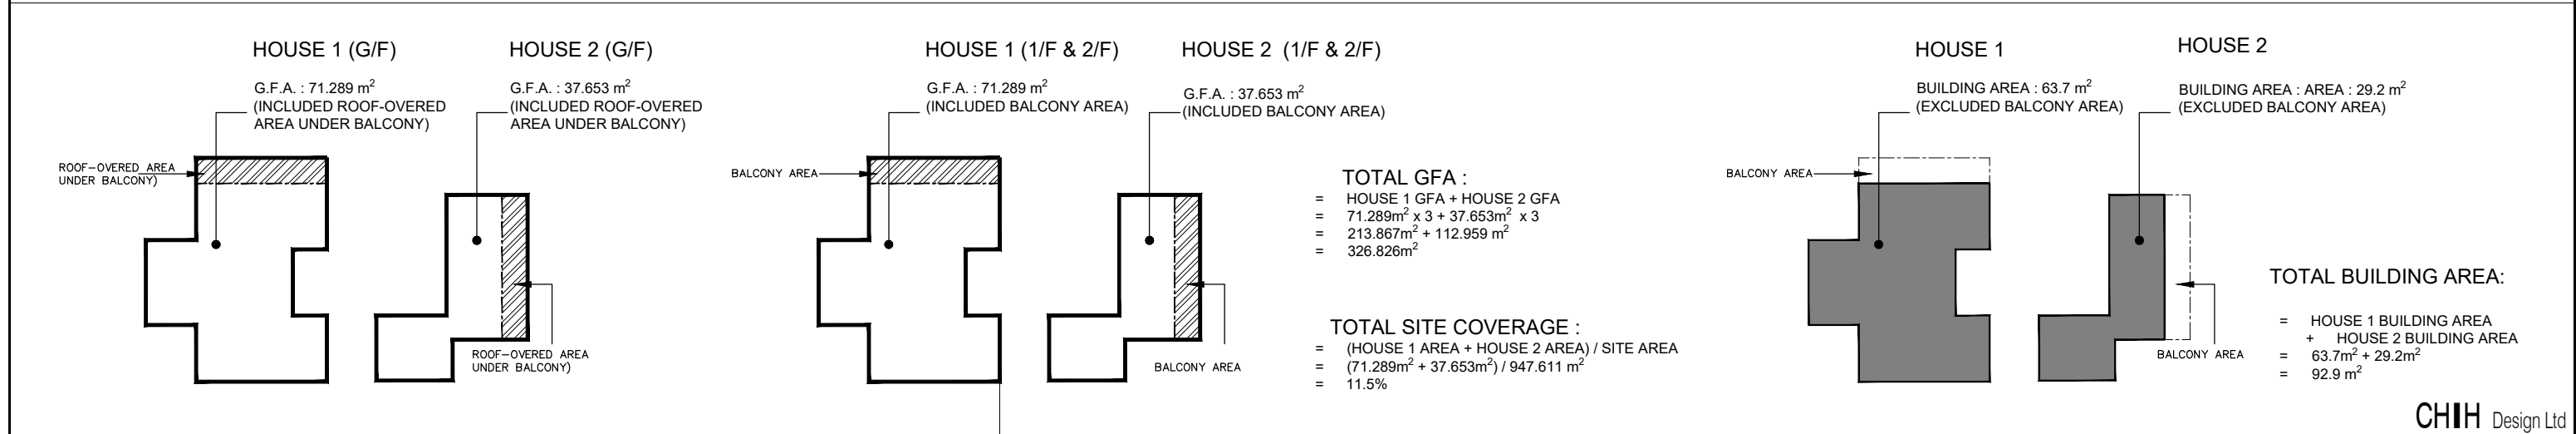 HOUSE 1 (G/F)
G.F.A. : 71.289 m²
(INCLUDED ROOF-OVERED
AREA UNDER BALCONY)
HOUSE 2 (G/F)
G.F.A. : 37.653 m²
(INCLUDED ROOF-OVERED
AREA UNDER BALCONY)
ROOF-OVERED AREA
UNDER BALCONY)
ROOF-OVERED AREA
UNDER BALCONY)
HOUSE 1 (1/F & 2/F)
G.F.A. : 71.289 m²
(INCLUDED BALCONY AREA)
HOUSE 2 (1/F & 2/F)
G.F.A. : 37.653 m²
(INCLUDED BALCONY AREA)
BALCONY AREA
BALCONY AREA
TOTAL GFA :
= HOUSE 1 GFA + HOUSE 2 GFA
= 71.289m² x 3 + 37.653m² x 3
= 213.867m² + 112.959 m²
= 326.826m²
TOTAL SITE COVERAGE :
= (HOUSE 1 AREA + HOUSE 2 AREA) / SITE AREA
= (71.289m² + 37.653m²) / 947.611 m²
= 11.5%
HOUSE 1
BUILDING AREA : 63.7 m²
(EXCLUDED BALCONY AREA)
HOUSE 2
BUILDING AREA : AREA : 29.2 m²
(EXCLUDED BALCONY AREA)
BALCONY AREA
BALCONY AREA
TOTAL BUILDING AREA:
= HOUSE 1 BUILDING AREA
+ HOUSE 2 BUILDING AREA
= 63.7m² + 29.2m²
= 92.9 m²
CHIH Design Ltd